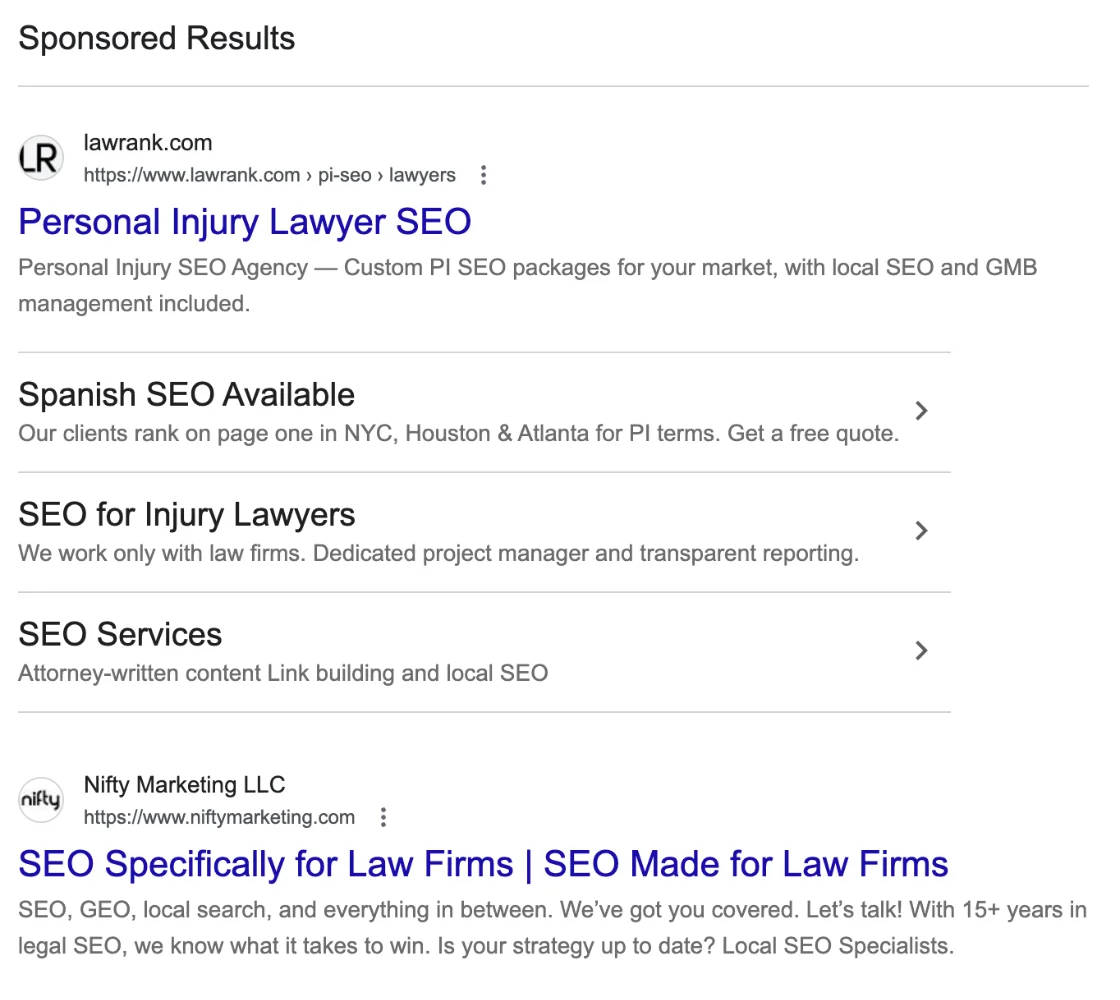 Sponsored Results
LR
lawrank.com
https://www.lawrank.com › pi-seo › lawyers
Personal Injury Lawyer SEO
Personal Injury SEO Agency — Custom PI SEO packages for your market, with local SEO and GMB
management included.
Spanish SEO Available
Our clients rank on page one in NYC, Houston & Atlanta for PI terms. Get a free quote.
SEO for Injury Lawyers
We work only with law firms. Dedicated project manager and transparent reporting.
SEO Services
Attorney-written content Link building and local SEO
nifty
Nifty Marketing LLC
https://www.niftymarketing.com
SEO Specifically for Law Firms | SEO Made for Law Firms
SEO, GEO, local search, and everything in between. We’ve got you covered. Let’s talk! With 15+ years in
legal SEO, we know what it takes to win. Is your strategy up to date? Local SEO Specialists.